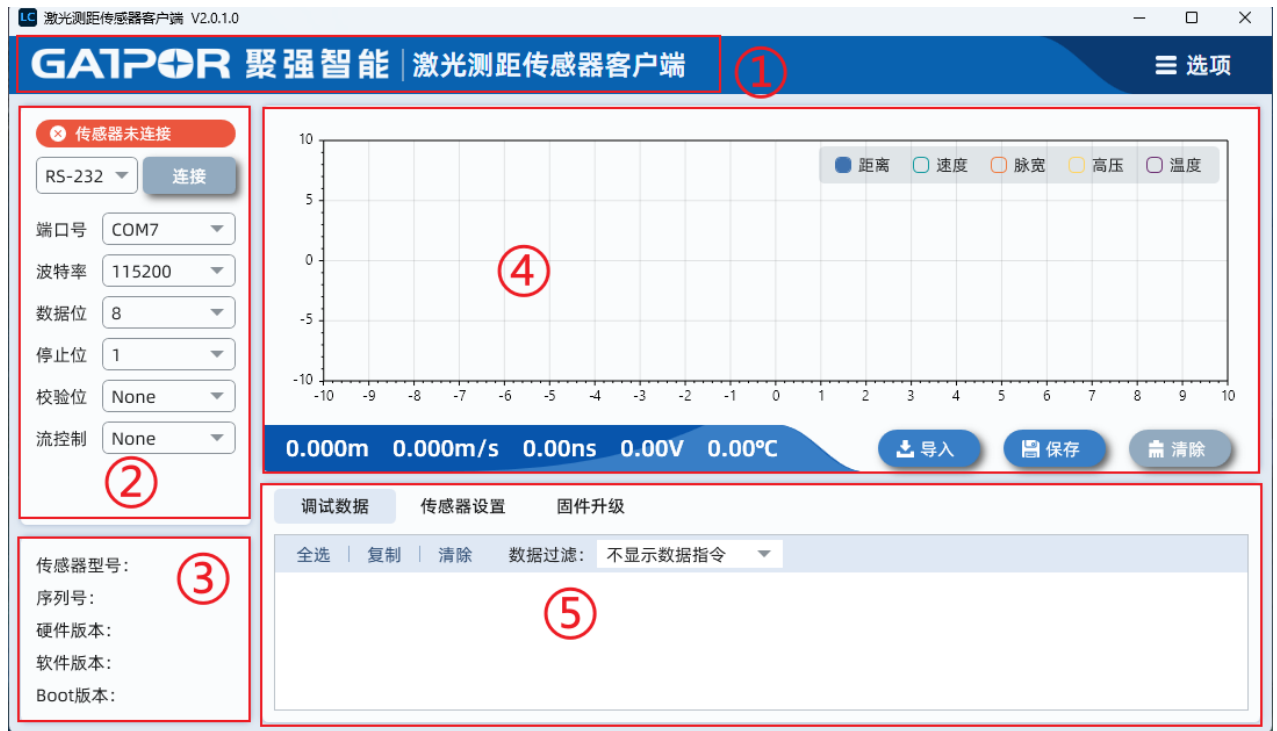 LC 激光测距传感器客户端 V2.0.1.0
GATPOR 聚强智能 激光测距传感器客户端 ① 选项
传感器未连接
RS-232 连接
端口号 COM7
波特率 115200
数据位 8
停止位 1
校验位 None
流控制 None
②
传感器型号:
③
序列号:
硬件版本:
软件版本:
Boot版本:
距离 速度 脉宽 高压 温度
10
5
0
-5
-10
④
-10 -9 -8 -7 -6 -5 -4 -3 -2 -1 0 1 2 3 4 5 6 7 8 9 10
0.000m 0.000m/s 0.00ns 0.00V 0.00℃ 导入 保存 清除
调试数据 传感器设置 固件升级
全选 复制 清除 数据过滤: 不显示数据指令
⑤